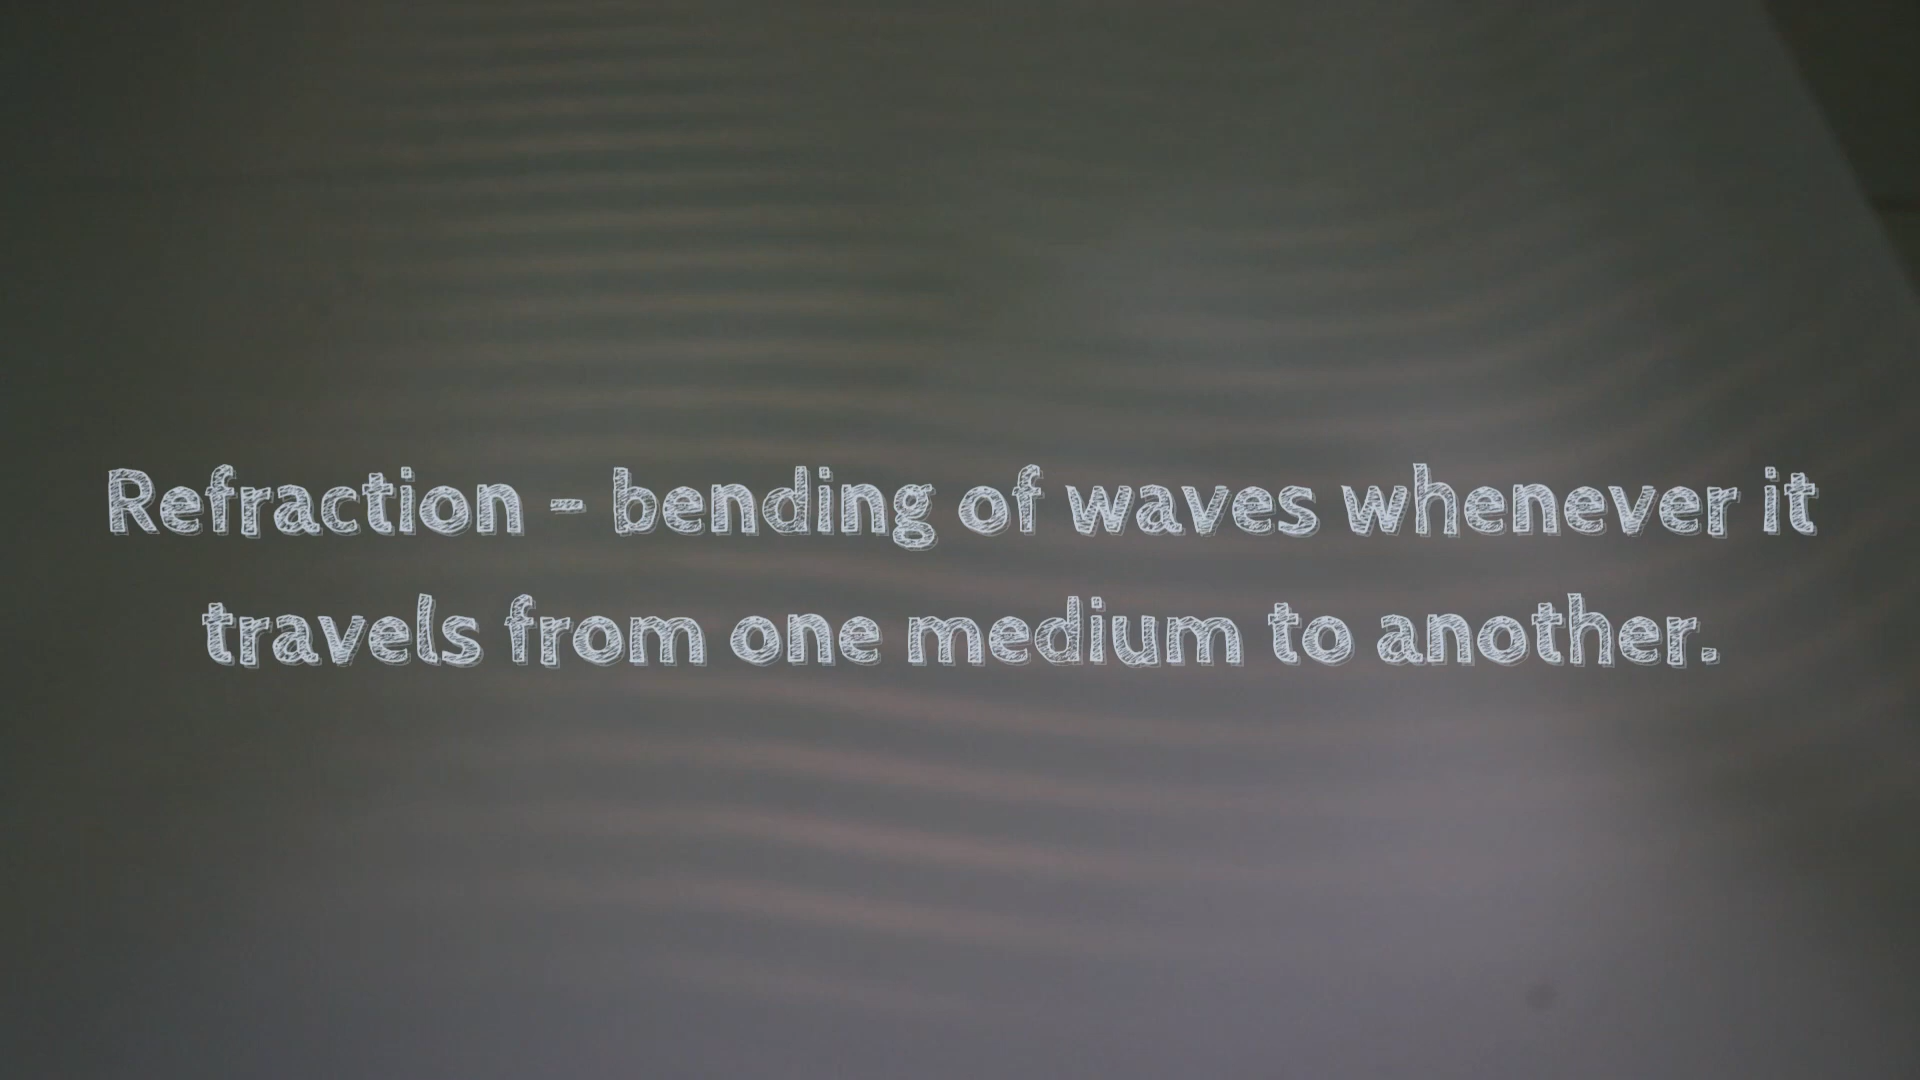 Refraction - bending of waves whenever it
travels from one medium to another.